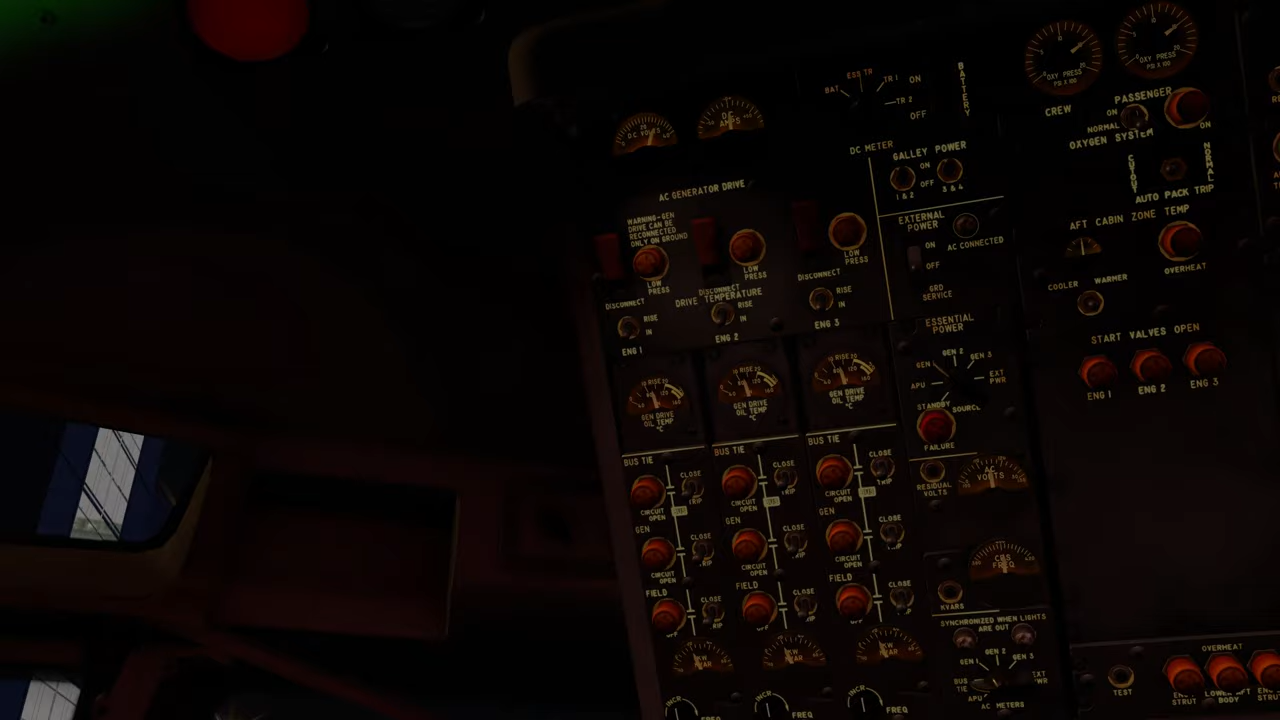 OXY PRESS
PSI X 100
CREW
OXY PRESS
PSI X 100
PASSENGER
ON
NORMAL
ON
OXYGEN SYSTEM
BAT
ESS TR
TR 1
TR 2
ON
OFF
BATTERY
DC METER
DC VOLTS
AMPS
GALLEY POWER
ON
OFF
1 & 2
3 & 4
CUTOUT
NORMAL
AUTO PACK TRIP
AC GENERATOR DRIVE
WARNING-GEN
DRIVE CAN BE
RECONNECTED
ONLY ON GROUND
LOW
PRESS
LOW
PRESS
LOW
PRESS
DISCONNECT
DISCONNECT
DISCONNECT
DRIVE TEMPERATURE
RISE
IN
RISE
IN
RISE
IN
ENG 1
ENG 2
ENG 3
EXTERNAL
POWER
ON
OFF
AC CONNECTED
GRD
SERVICE
AFT CABIN ZONE TEMP
OVERHEAT
COOLER
WARMER
START VALVES OPEN
ENG 1
ENG 2
ENG 3
ESSENTIAL
POWER
APU
GEN
GEN 2
GEN 3
EXT
PWR
STANDBY
SOURCE
FAILURE
RISE
GEN DRIVE
OIL TEMP
°C
RISE
GEN DRIVE
OIL TEMP
°C
RISE
GEN DRIVE
OIL TEMP
°C
BUS TIE
BUS TIE
BUS TIE
CLOSE
TRIP
CLOSE
TRIP
CLOSE
TRIP
CIRCUIT
OPEN
CIRCUIT
OPEN
CIRCUIT
OPEN
RESIDUAL
VOLTS
AC
VOLTS
GEN
GEN
GEN
CLOSE
TRIP
CLOSE
TRIP
CLOSE
TRIP
CIRCUIT
OPEN
CIRCUIT
OPEN
CIRCUIT
OPEN
FREQ
KVARS
FIELD
FIELD
FIELD
CLOSE
CLOSE
CLOSE
SYNCHRONIZED WHEN LIGHTS
ARE OUT
BUS
TIE
GEN 1
GEN 2
GEN 3
EXT
PWR
APU
AC METERS
INCR
FREQ
INCR
FREQ
INCR
FREQ
TEST
OVERHEAT
STRUT
LOWER AFT
BODY